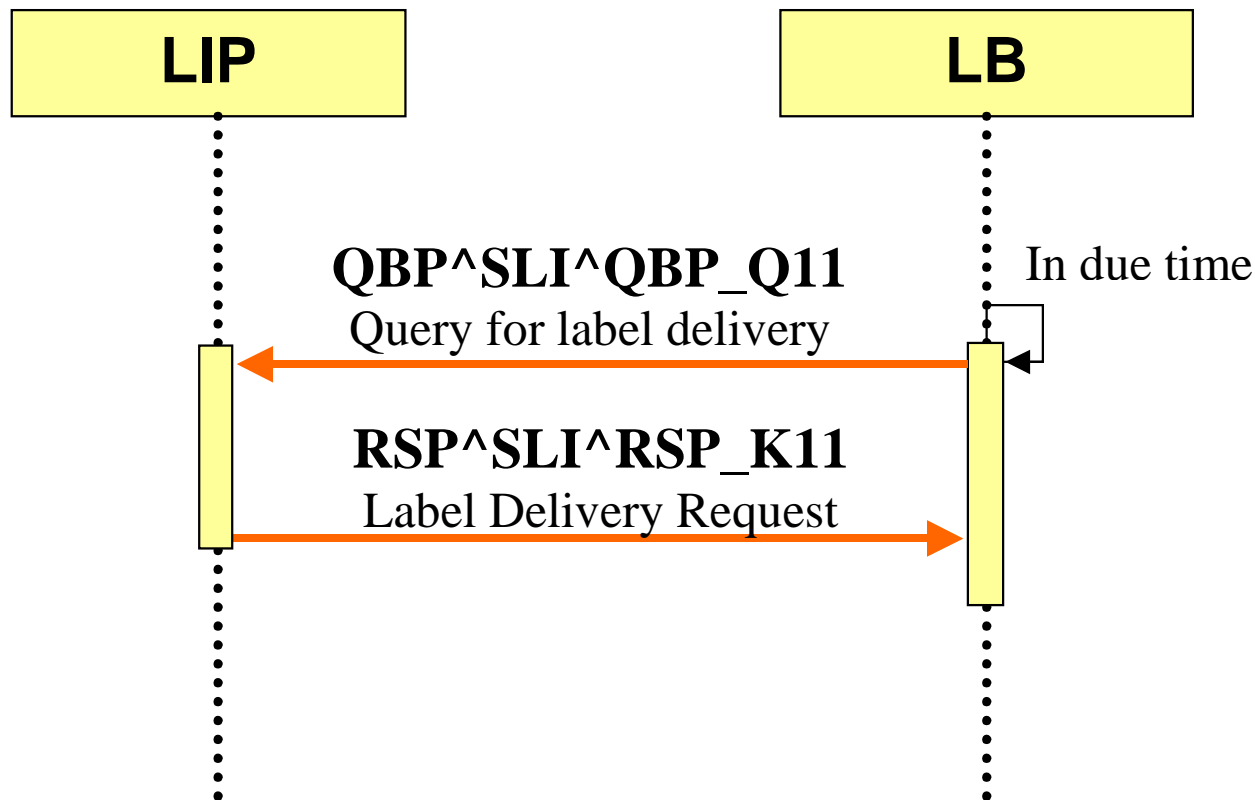 LIP
LB
QBP^SLI^QBP_Q11
In due time
Query for label delivery
RSP^SLI^RSP_K11
Label Delivery Request